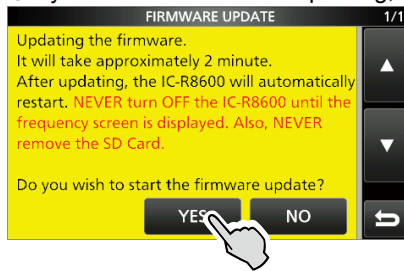 FIRMWARE UPDATE 1/1
Updating the firmware.
It will take approximately 2 minute.
After updating, the IC-R8600 will automatically
restart. NEVER turn OFF the IC-R8600 until the
frequency screen is displayed. Also, NEVER
remove the SD Card.
Do you wish to start the firmware update?
YES NO